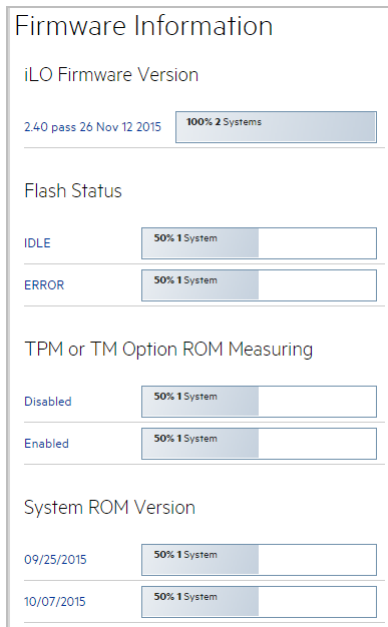 Firmware Information
iLO Firmware Version
2.40 pass 26 Nov 12 2015 100% 2 Systems
Flash Status
IDLE 50% 1 System
ERROR 50% 1 System
TPM or TM Option ROM Measuring
Disabled 50% 1 System
Enabled 50% 1 System
System ROM Version
09/25/2015 50% 1 System
10/07/2015 50% 1 System